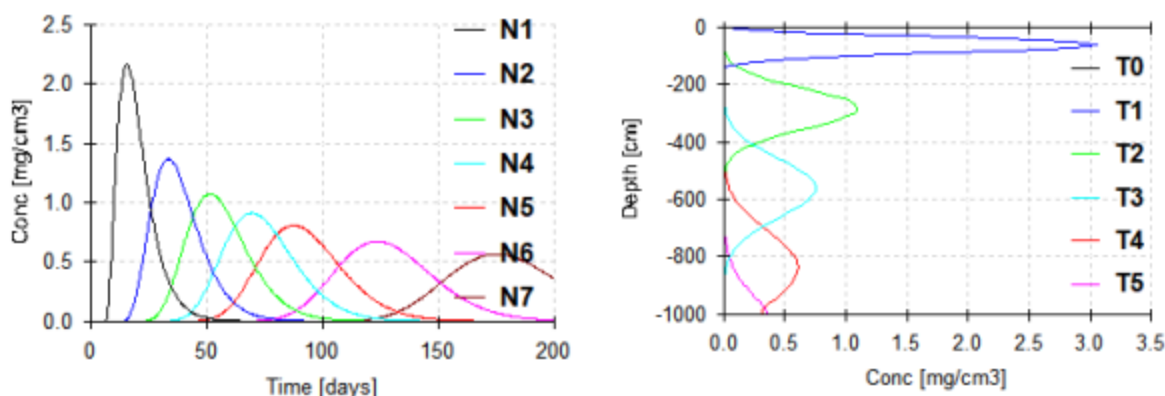 2.5
2.0
1.5
1.0
0.5
0.0
Conc [mg/cm3]
0
50
100
150
200
Time [days]
N1
N2
N3
N4
N5
N6
N7
0
-200
-400
-600
-800
-1000
Depth [cm]
0.0
0.5
1.0
1.5
2.0
2.5
3.0
3.5
Conc [mg/cm3]
T0
T1
T2
T3
T4
T5